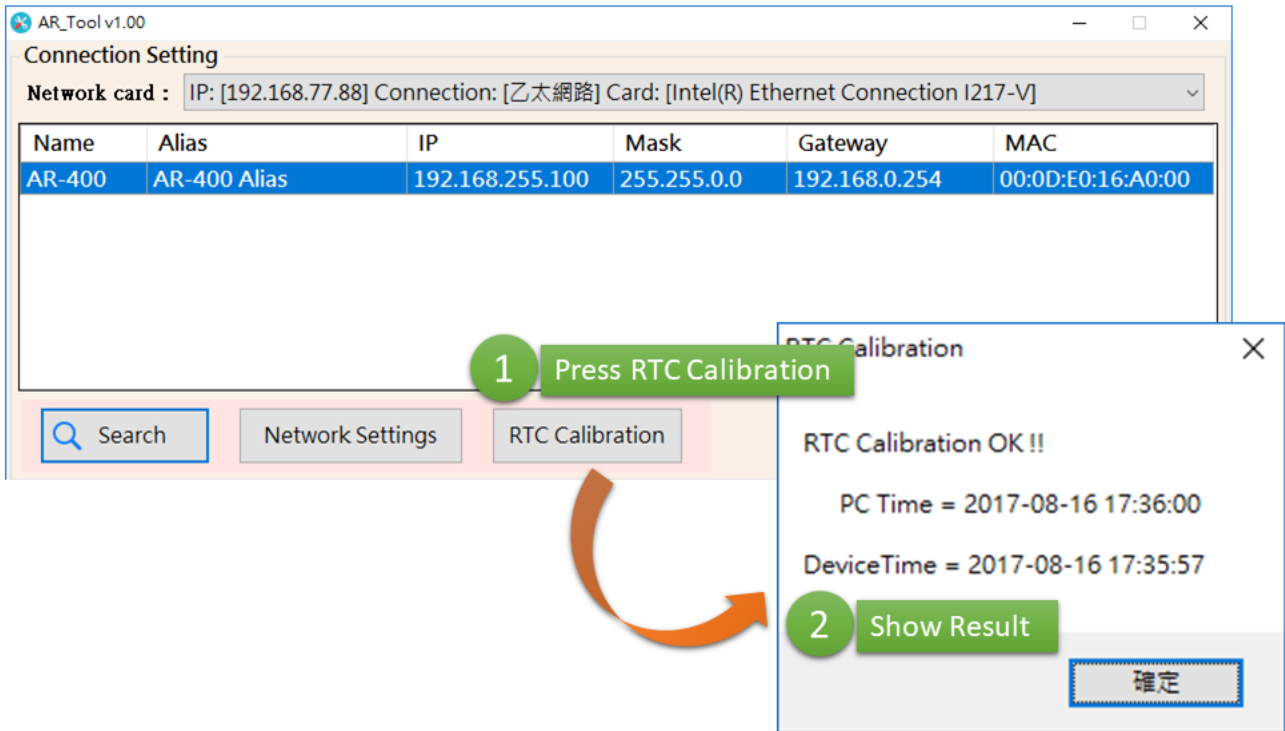 AR_Tool v1.00
Connection Setting
Network card : IP: [192.168.77.88] Connection: [乙太網路] Card: [Intel(R) Ethernet Connection I217-V]
Name Alias IP Mask Gateway MAC
AR-400 AR-400 Alias 192.168.255.100 255.255.0.0 192.168.0.254 00:0D:E0:16:A0:00
1 Press RTC Calibration
Search Network Settings RTC Calibration
RTC Calibration
RTC Calibration OK !!
PC Time = 2017-08-16 17:36:00
DeviceTime = 2017-08-16 17:35:57
2 Show Result
確定